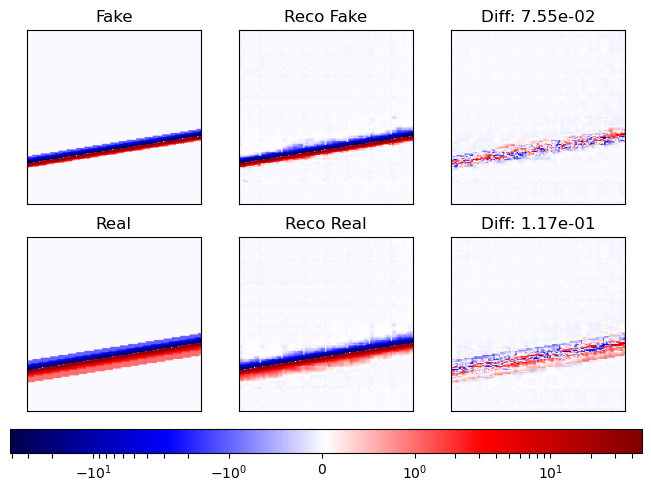 Fake Reco Fake Diff: 7.55e-02
Real Reco Real Diff: 1.17e-01
−10¹ −10⁰ 0 10⁰ 10¹